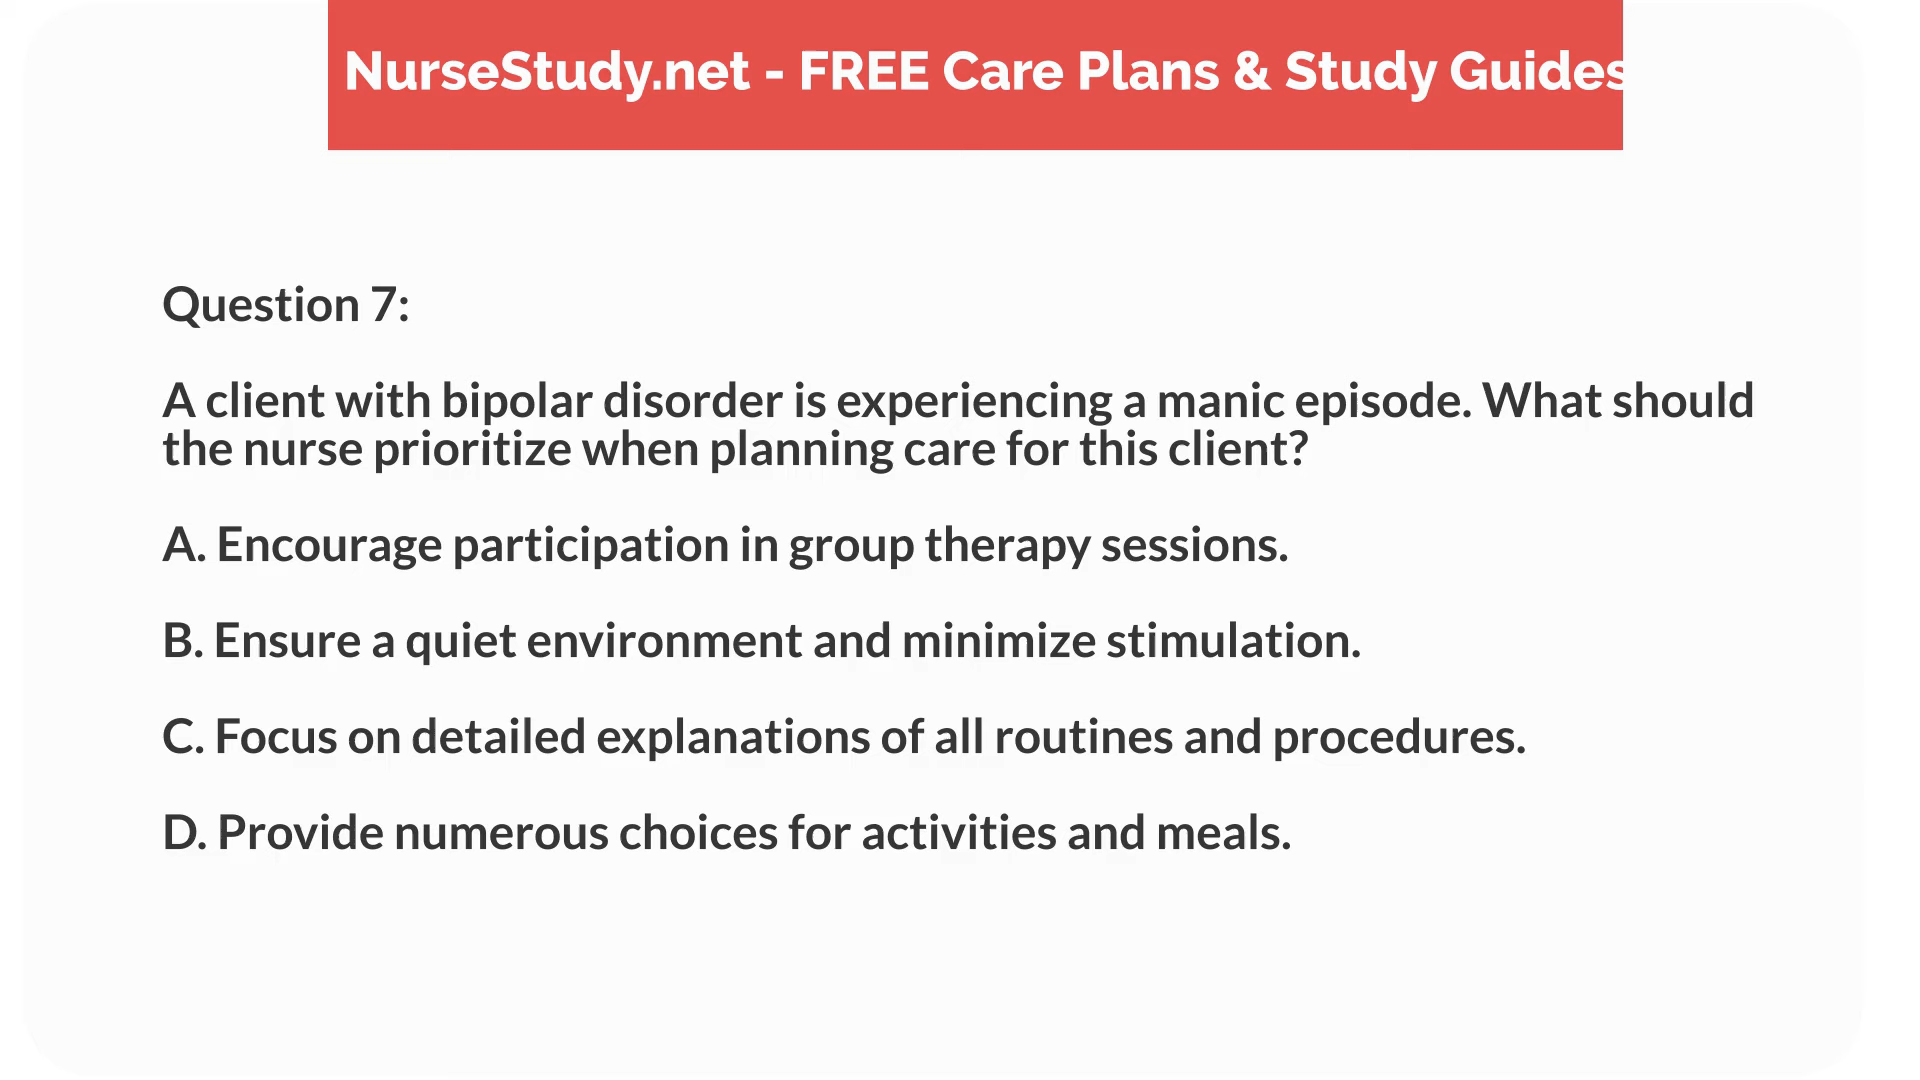 NurseStudy.net - FREE Care Plans & Study Guides
Question 7:
A client with bipolar disorder is experiencing a manic episode. What should
the nurse prioritize when planning care for this client?
A. Encourage participation in group therapy sessions.
B. Ensure a quiet environment and minimize stimulation.
C. Focus on detailed explanations of all routines and procedures.
D. Provide numerous choices for activities and meals.